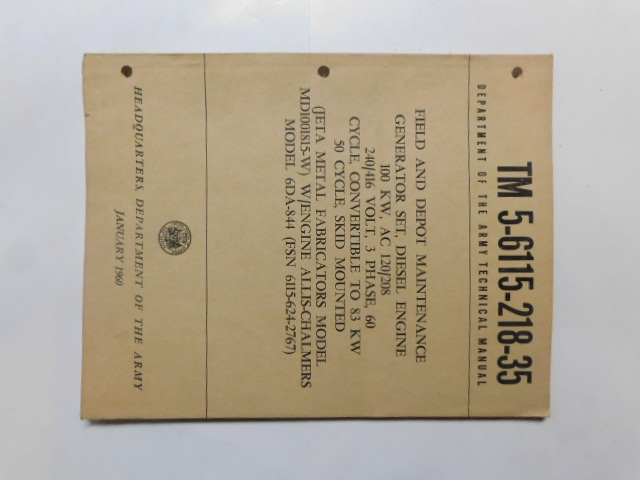 TM 5-6115-218-35
DEPARTMENT OF THE ARMY TECHNICAL MANUAL
FIELD AND DEPOT MAINTENANCE
GENERATOR SET, DIESEL ENGINE
100 KW, AC 120/208
240/416 VOLT, 3 PHASE, 60
CYCLE, CONVERTIBLE TO 83 KW
50 CYCLE, SKID MOUNTED
(JETA METAL FABRICATORS MODEL
MD1001815-W) W/ENGINE ALLIS-CHALMERS
MODEL 6DA-844 (FSN 6115-624-2767)
HEADQUARTERS, DEPARTMENT OF THE ARMY
JANUARY 1960